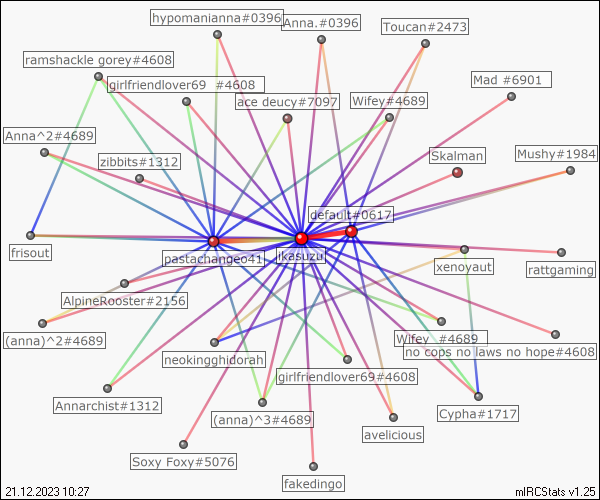 hypomanianna#0396
Anna.#0396
Toucan#2473
ramshackle gorey#4608
girlfriendlover69 #4608
ace deucy#7097
Wifey#4689
Mad #6901
Anna^2#4689
zibbits#1312
Skalman
Mushy#1984
default#0617
frisout
pastachanneo41
ikasuzu
xenoyaut
rattgaming
AlpineRooster#2156
(anna)^2#4689
neokingghidorah
Wifey #4689
no cops no laws no hope#4608
girlfriendlover69#4608
Annarchist#1312
(anna)^3#4689
Cypha#1717
avelicious
Soxy Foxy#5076
fakedingo
21.12.2023 10:27
mIRCStats v1.25